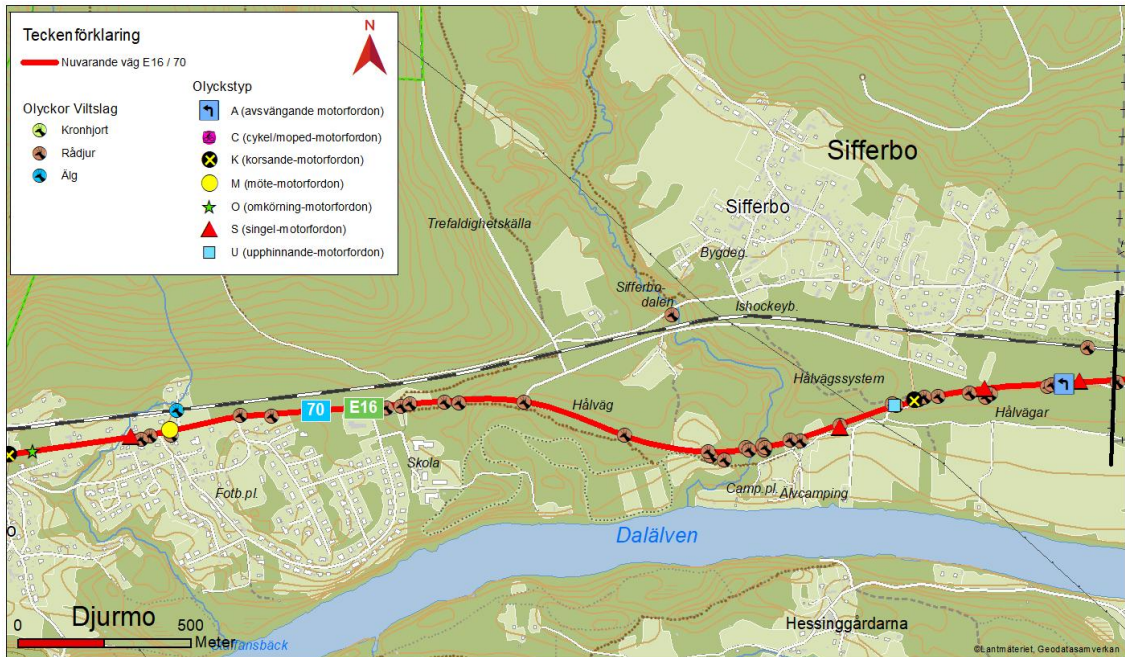 Teckenförklaring
N
Nuvarande väg E16 / 70
Olyckor Viltslag
Kronhjort
Rådjur
Älg
Olyckstyp
A (avsvängande motorfordon)
C (cykel/moped-motorfordon)
K (korsande-motorfordon)
M (möte-motorfordon)
O (omkörning-motorfordon)
S (singel-motorfordon)
U (upphinnande-motorfordon)
Sifferbo
Sifferbo
Trefaldighetskälla
Bygdeg.
Sifferbo-
dalen
Ishockeyb.
Hålvägssystem
70
E16
Hålväg
Hålvägar
Skola
Fotb.pl.
Camp.pl.
Älvcamping
Dalälven
o
Djurmo
Hessinggårdarna
0
500
Meter
©Lantmäteriet, Geodatasamverkan